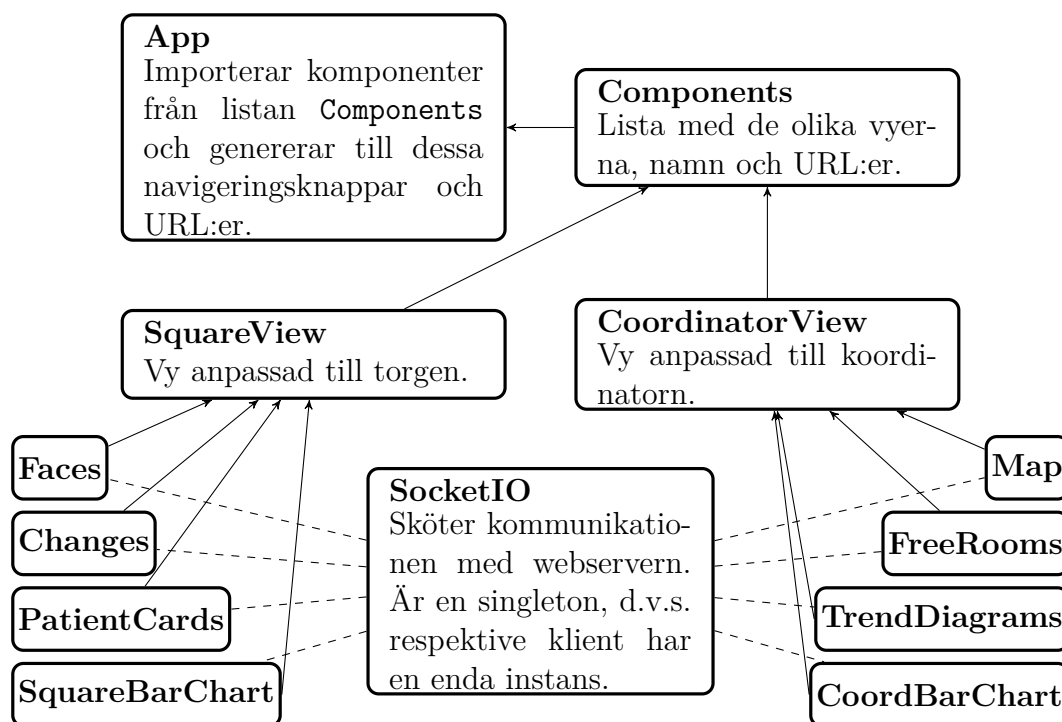 App
Importerar komponenter
från listan Components
och genererar till dessa
navigeringsknappar och
URL:er.
Components
Lista med de olika vyer-
na, namn och URL:er.
SquareView
Vy anpassad till torgen.
CoordinatorView
Vy anpassad till koordi-
natorn.
Faces
Changes
PatientCards
SquareBarChart
SocketIO
Sköter kommunikatio-
nen med webservern.
Är en singleton, d.v.s.
respektive klient har
en enda instans.
Map
FreeRooms
TrendDiagrams
CoordBarChart